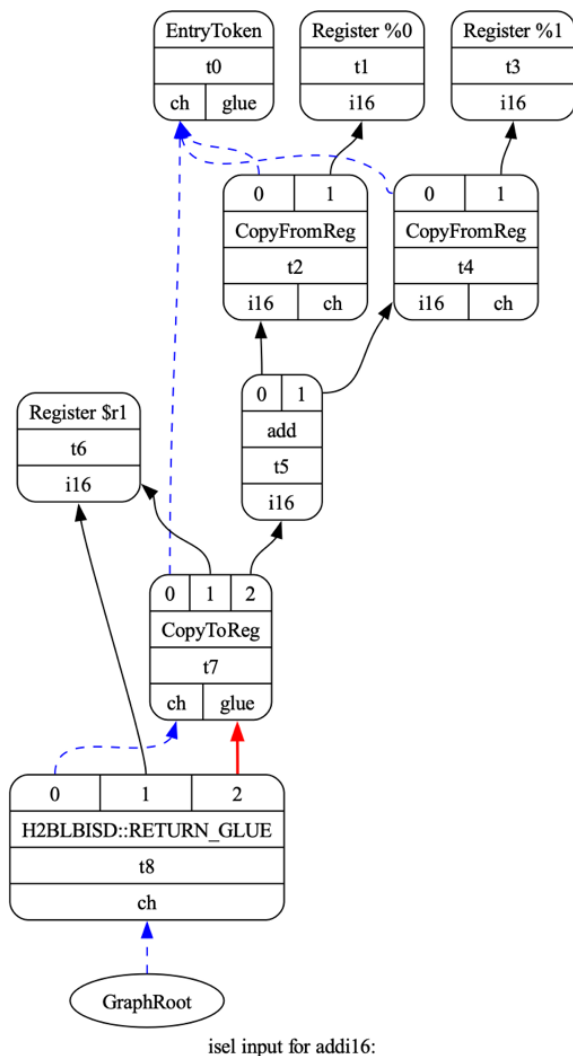 EntryToken
t0
ch glue
Register %0
t1
i16
Register %1
t3
i16
0 1
CopyFromReg
t2
i16 ch
0 1
CopyFromReg
t4
i16 ch
Register $r1
t6
i16
0 1
add
t5
i16
0 1 2
CopyToReg
t7
ch glue
0 1 2
H2BLBISD::RETURN_GLUE
t8
ch
GraphRoot
isel input for addi16: